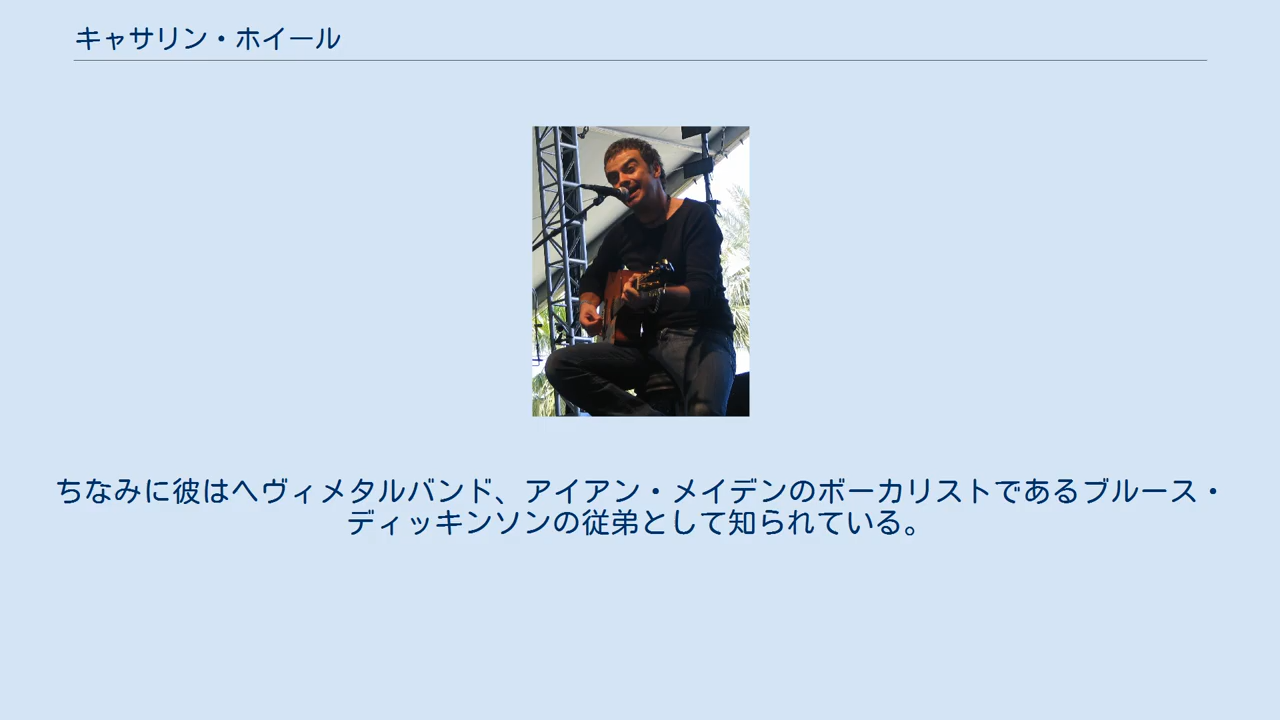 キャサリン・ホイール
ちなみに彼はヘヴィメタルバンド、アイアン・メイデンのボーカリストであるブルース・
ディッキンソンの従弟として知られている。